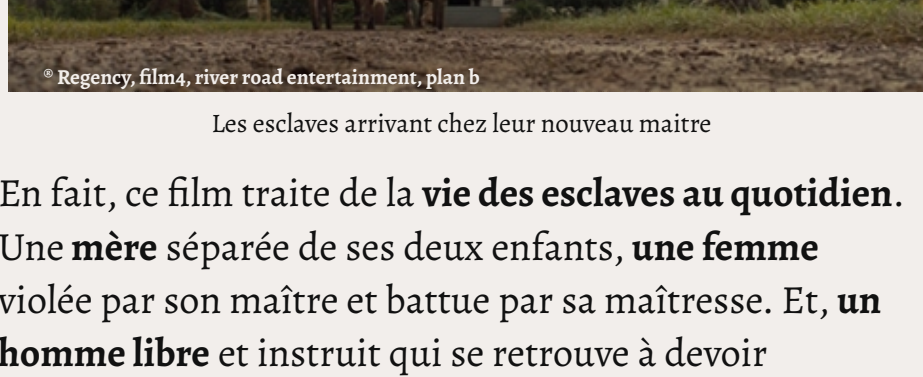 ® Regency, film4, river road entertainment, plan b
Les esclaves arrivant chez leur nouveau maitre
En fait, ce film traite de la vie des esclaves au quotidien.
Une mère séparée de ses deux enfants, une femme
violée par son maître et battue par sa maîtresse. Et, un
homme libre et instruit qui se retrouve à devoir